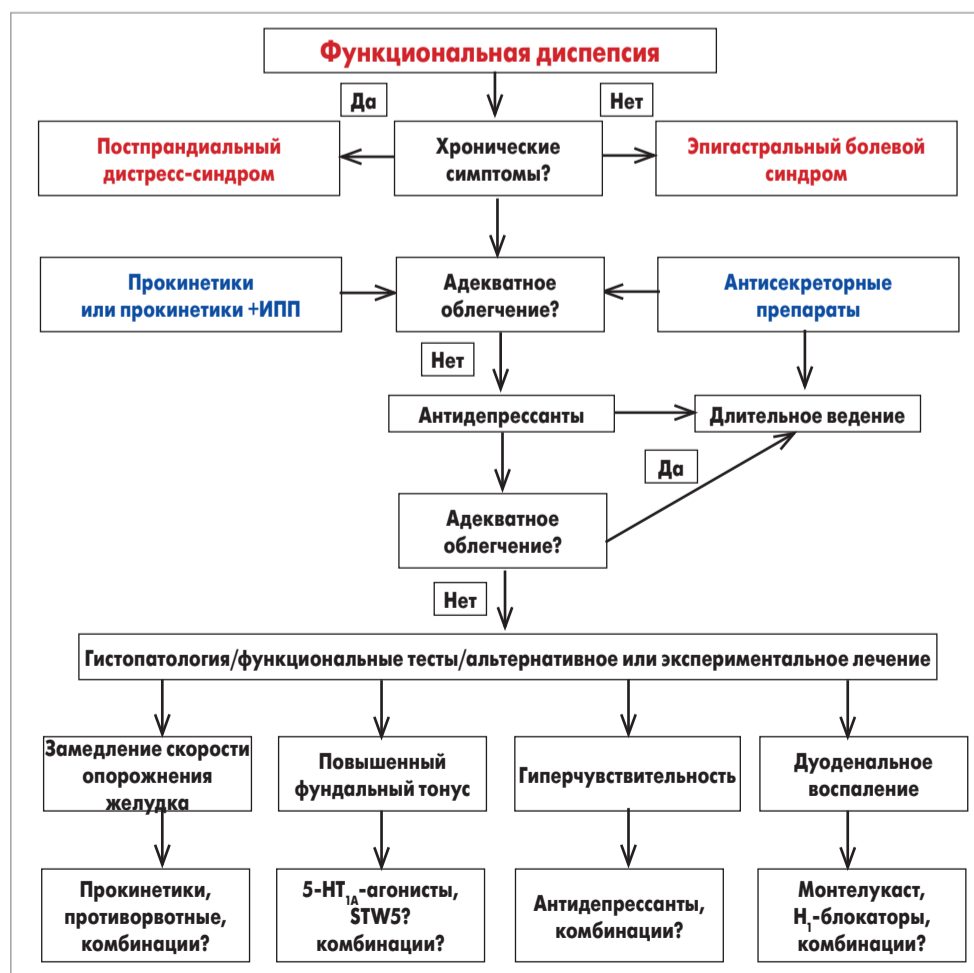 Функциональная диспепсия
Да
Нет
Постпрандиальный
дистресс-синдром
Хронические
симптомы?
Эпигастральный болевой
синдром
Прокинетики
или прокинетики +ИПП
Адекватное
облегчение?
Антисекреторные
препараты
Нет
Антидепрессанты
Длительное ведение
Да
Адекватное
облегчение?
Нет
Гистопатология/функциональные тесты/альтернативное или экспериментальное лечение
Замедление скорости
опорожнения
желудка
Повышенный
фундальный тонус
Гиперчувствительность
Дуоденальное
воспаление
Прокинетики,
противорвотные,
комбинации?
5-HT1A-агонисты,
STW5?
комбинации?
Антидепрессанты,
комбинации?
Монтелукаст,
H1-блокаторы,
комбинации?